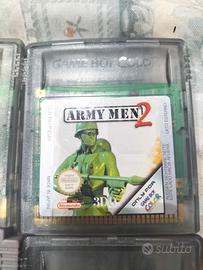 GAME BOY COLOR
ARMY MEN 2
3DO
Nintendo
ONLY FOR
GAME BOY
COLOR
subito